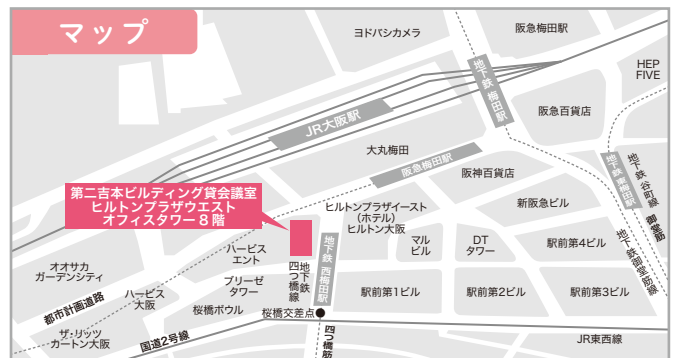 マップ
ヨドバシカメラ
阪急梅田駅
HEP
FIVE
地下鉄 梅田駅
阪急百貨店
JR大阪駅
大丸梅田
阪急梅田駅
阪神百貨店
地下鉄 東梅田駅
地下鉄 谷町線
御堂筋
第二吉本ビルディング貸会議室
ヒルトンプラザウエスト
オフィスタワー8階
ヒルトンプラザイースト
(ホテル)
ヒルトン大阪
新阪急ビル
地下鉄 西梅田駅
マル
ビル
DT
タワー
駅前第4ビル
地下鉄御堂筋線
ハービス
エント
オオサカ
ガーデンシティ
地下鉄
四つ橋線
ブリーゼ
タワー
駅前第1ビル
駅前第2ビル
駅前第3ビル
都市計画道路
ハービス
大阪
桜橋ボウル
桜橋交差点
ザ・リッツ
カートン大阪
国道2号線
四つ橋筋
JR東西線